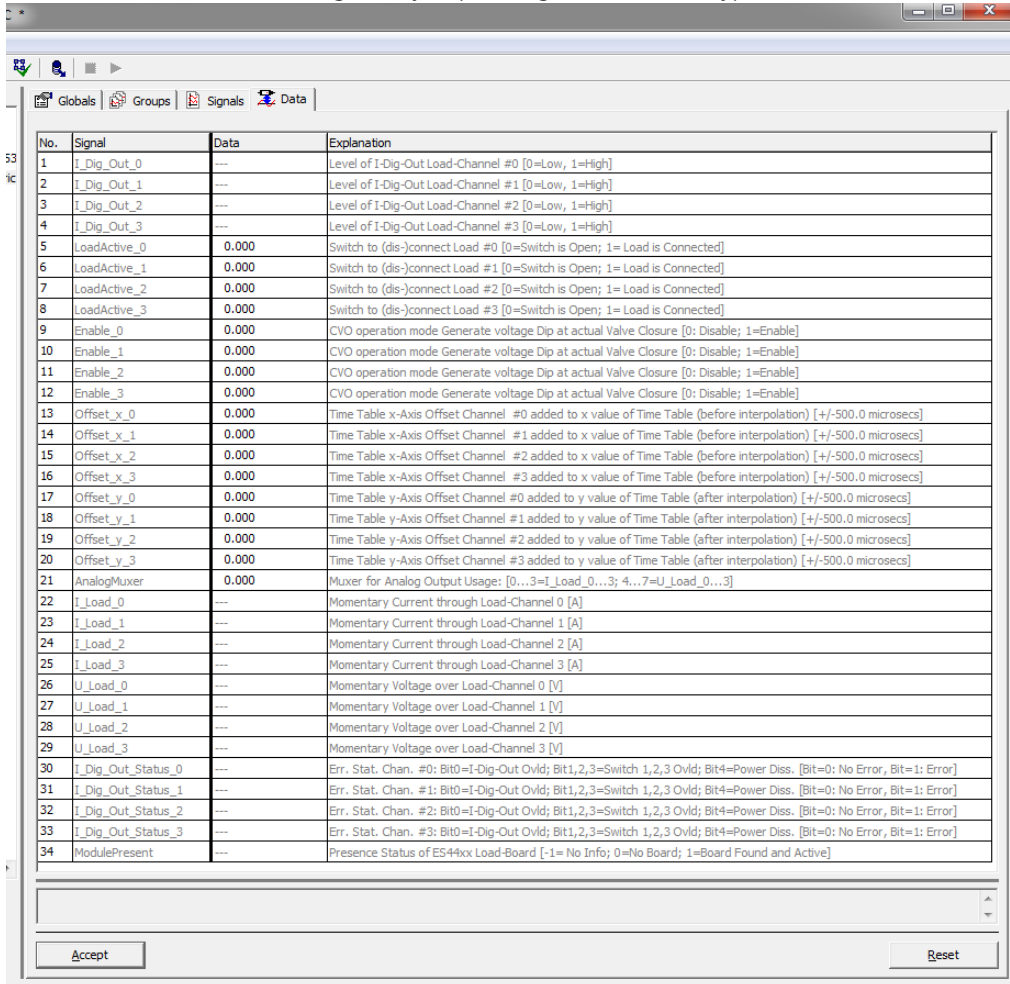 C *
Globals Groups Signals Data
No. Signal Data Explanation
1 I_Dig_Out_0 --- Level of I-Dig-Out Load-Channel #0 [0=Low, 1=High]
2 I_Dig_Out_1 --- Level of I-Dig-Out Load-Channel #1 [0=Low, 1=High]
3 I_Dig_Out_2 --- Level of I-Dig-Out Load-Channel #2 [0=Low, 1=High]
4 I_Dig_Out_3 --- Level of I-Dig-Out Load-Channel #3 [0=Low, 1=High]
5 LoadActive_0 0.000 Switch to (dis-)connect Load #0 [0=Switch is Open; 1= Load is Connected]
6 LoadActive_1 0.000 Switch to (dis-)connect Load #1 [0=Switch is Open; 1= Load is Connected]
7 LoadActive_2 0.000 Switch to (dis-)connect Load #2 [0=Switch is Open; 1= Load is Connected]
8 LoadActive_3 0.000 Switch to (dis-)connect Load #3 [0=Switch is Open; 1= Load is Connected]
9 Enable_0 0.000 CVO operation mode Generate voltage Dip at actual Valve Closure [0: Disable; 1=Enable]
10 Enable_1 0.000 CVO operation mode Generate voltage Dip at actual Valve Closure [0: Disable; 1=Enable]
11 Enable_2 0.000 CVO operation mode Generate voltage Dip at actual Valve Closure [0: Disable; 1=Enable]
12 Enable_3 0.000 CVO operation mode Generate voltage Dip at actual Valve Closure [0: Disable; 1=Enable]
13 Offset_x_0 0.000 Time Table x-Axis Offset Channel #0 added to x value of Time Table (before interpolation) [+/-500.0 microsecs]
14 Offset_x_1 0.000 Time Table x-Axis Offset Channel #1 added to x value of Time Table (before interpolation) [+/-500.0 microsecs]
15 Offset_x_2 0.000 Time Table x-Axis Offset Channel #2 added to x value of Time Table (before interpolation) [+/-500.0 microsecs]
16 Offset_x_3 0.000 Time Table x-Axis Offset Channel #3 added to x value of Time Table (before interpolation) [+/-500.0 microsecs]
17 Offset_y_0 0.000 Time Table y-Axis Offset Channel #0 added to y value of Time Table (after interpolation) [+/-500.0 microsecs]
18 Offset_y_1 0.000 Time Table y-Axis Offset Channel #1 added to y value of Time Table (after interpolation) [+/-500.0 microsecs]
19 Offset_y_2 0.000 Time Table y-Axis Offset Channel #2 added to y value of Time Table (after interpolation) [+/-500.0 microsecs]
20 Offset_y_3 0.000 Time Table y-Axis Offset Channel #3 added to y value of Time Table (after interpolation) [+/-500.0 microsecs]
21 AnalogMuxer 0.000 Muxer for Analog Output Usage: [0...3=I_Load_0...3; 4...7=U_Load_0...3]
22 I_Load_0 --- Momentary Current through Load-Channel 0 [A]
23 I_Load_1 --- Momentary Current through Load-Channel 1 [A]
24 I_Load_2 --- Momentary Current through Load-Channel 2 [A]
25 I_Load_3 --- Momentary Current through Load-Channel 3 [A]
26 U_Load_0 --- Momentary Voltage over Load-Channel 0 [V]
27 U_Load_1 --- Momentary Voltage over Load-Channel 1 [V]
28 U_Load_2 --- Momentary Voltage over Load-Channel 2 [V]
29 U_Load_3 --- Momentary Voltage over Load-Channel 3 [V]
30 I_Dig_Out_Status_0 --- Err. Stat. Chan. #0: Bit0=I-Dig-Out Ovld; Bit1,2,3=Switch 1,2,3 Ovld; Bit4=Power Diss. [Bit=0: No Error, Bit=1: Error]
31 I_Dig_Out_Status_1 --- Err. Stat. Chan. #1: Bit0=I-Dig-Out Ovld; Bit1,2,3=Switch 1,2,3 Ovld; Bit4=Power Diss. [Bit=0: No Error, Bit=1: Error]
32 I_Dig_Out_Status_2 --- Err. Stat. Chan. #2: Bit0=I-Dig-Out Ovld; Bit1,2,3=Switch 1,2,3 Ovld; Bit4=Power Diss. [Bit=0: No Error, Bit=1: Error]
33 I_Dig_Out_Status_3 --- Err. Stat. Chan. #3: Bit0=I-Dig-Out Ovld; Bit1,2,3=Switch 1,2,3 Ovld; Bit4=Power Diss. [Bit=0: No Error, Bit=1: Error]
34 ModulePresent --- Presence Status of ES44xx Load-Board [-1= No Info; 0=No Board; 1=Board Found and Active]
Accept Reset